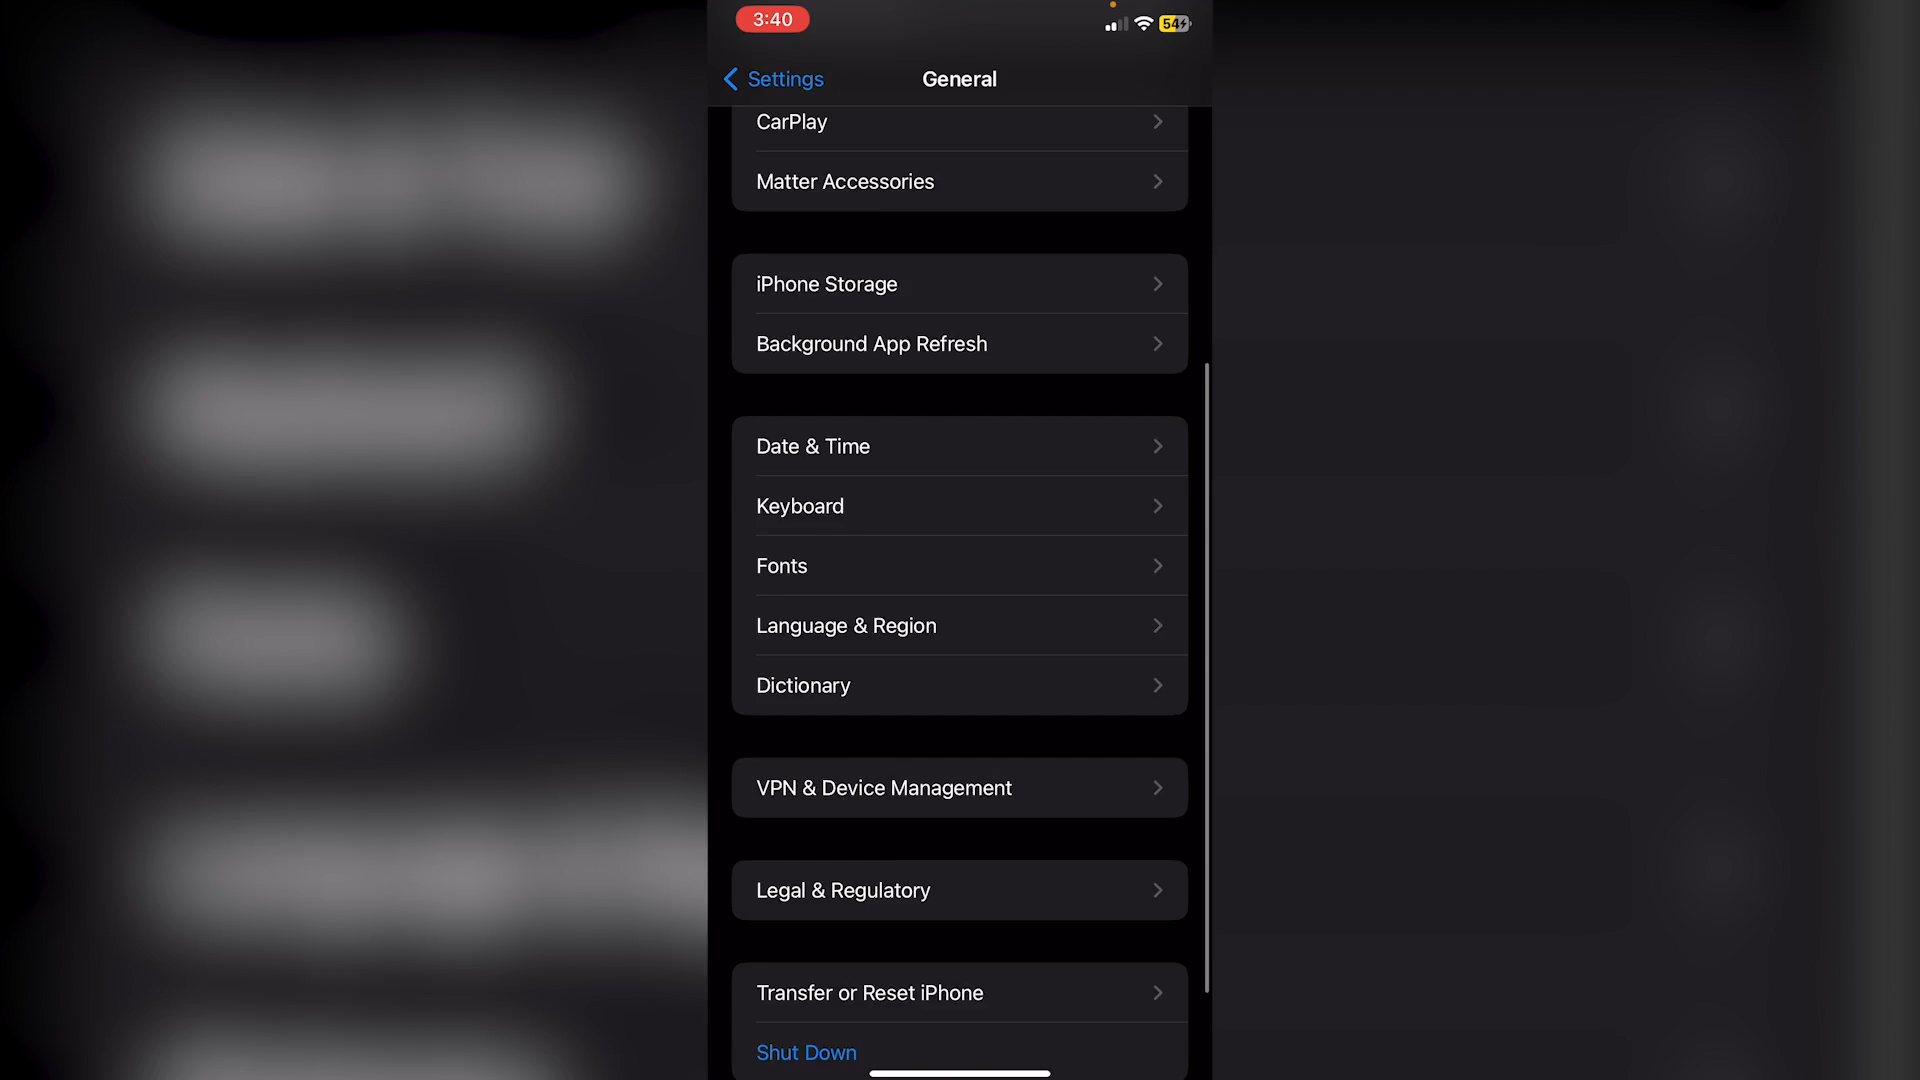 3:40
54
Settings
General
CarPlay
Matter Accessories
iPhone Storage
Background App Refresh
Date & Time
Keyboard
Fonts
Language & Region
Dictionary
VPN & Device Management
Legal & Regulatory
Transfer or Reset iPhone
Shut Down